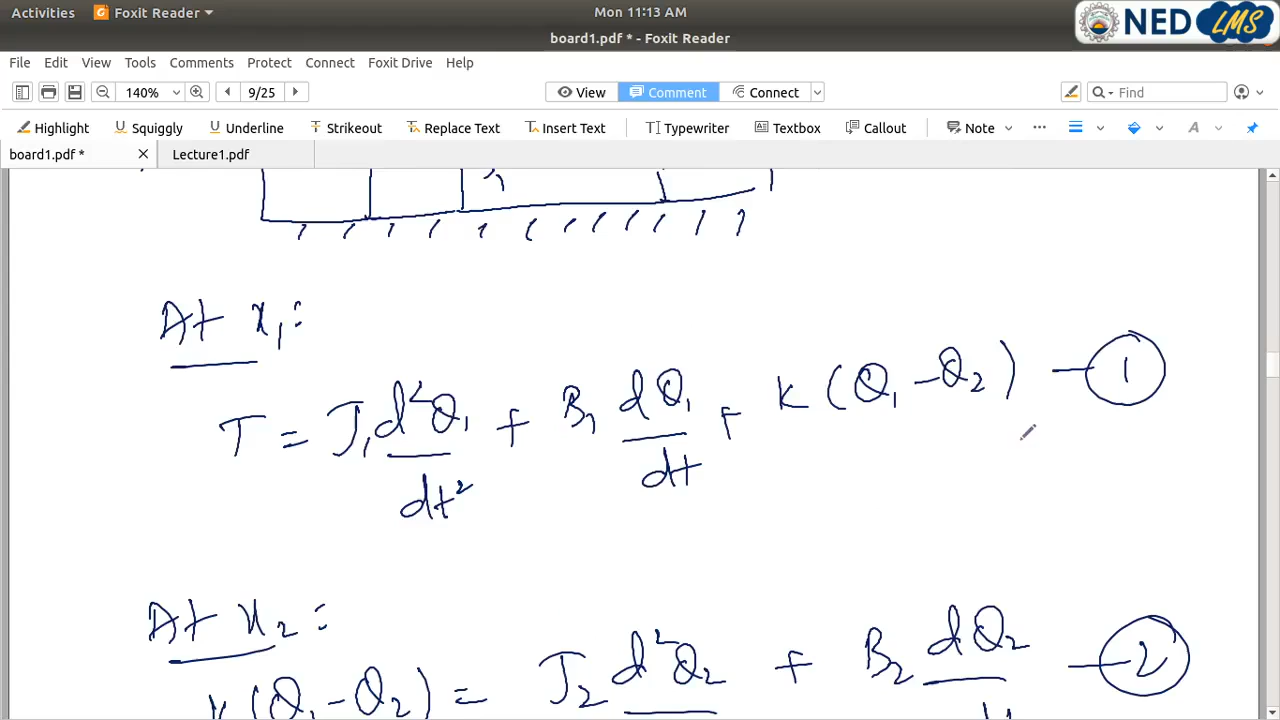 Activities Foxit Reader Mon 11:13 AM
board1.pdf * - Foxit Reader
NED LMS
File Edit View Tools Comments Protect Connect Foxit Drive Help
140% 9/25 View Comment Connect Find
Highlight Squiggly Underline Strikeout Replace Text Insert Text Typewriter Textbox Callout Note ...
board1.pdf * Lecture1.pdf
At x₁:
T = J₁ d²θ₁/dt² + B₁ dθ₁/dt + K (θ₁ - θ₂) — 1
At x₂:
K (θ₁ - θ₂) = J₂ d²θ₂ + B₂ dθ₂ — 2